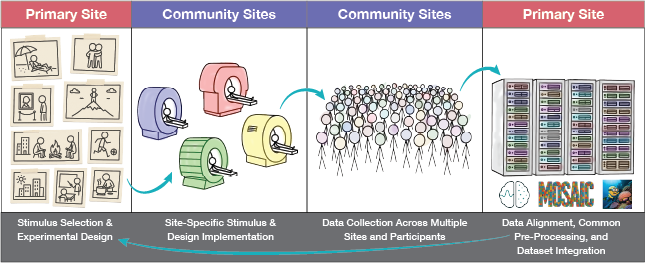 Primary Site
Community Sites
Community Sites
Primary Site
MOSAIC
Stimulus Selection &
Experimental Design
Site-Specific Stimulus &
Design Implementation
Data Collection Across Multiple
Sites and Participants
Data Alignment, Common
Pre-Processing, and
Dataset Integration